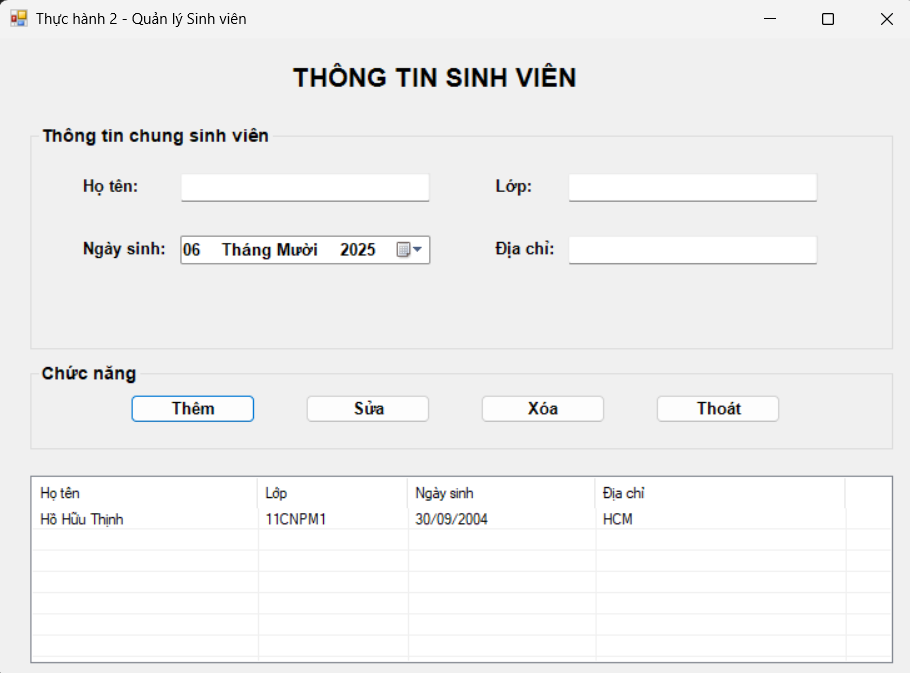 Thực hành 2 - Quản lý Sinh viên
THÔNG TIN SINH VIÊN
Thông tin chung sinh viên
Họ tên: Lớp:
Ngày sinh: 06 Tháng Mười 2025 Địa chỉ:
Chức năng
Thêm Sửa Xóa Thoát
Họ tên Lớp Ngày sinh Địa chỉ
Hồ Hữu Thịnh 11CNPM1 30/09/2004 HCM